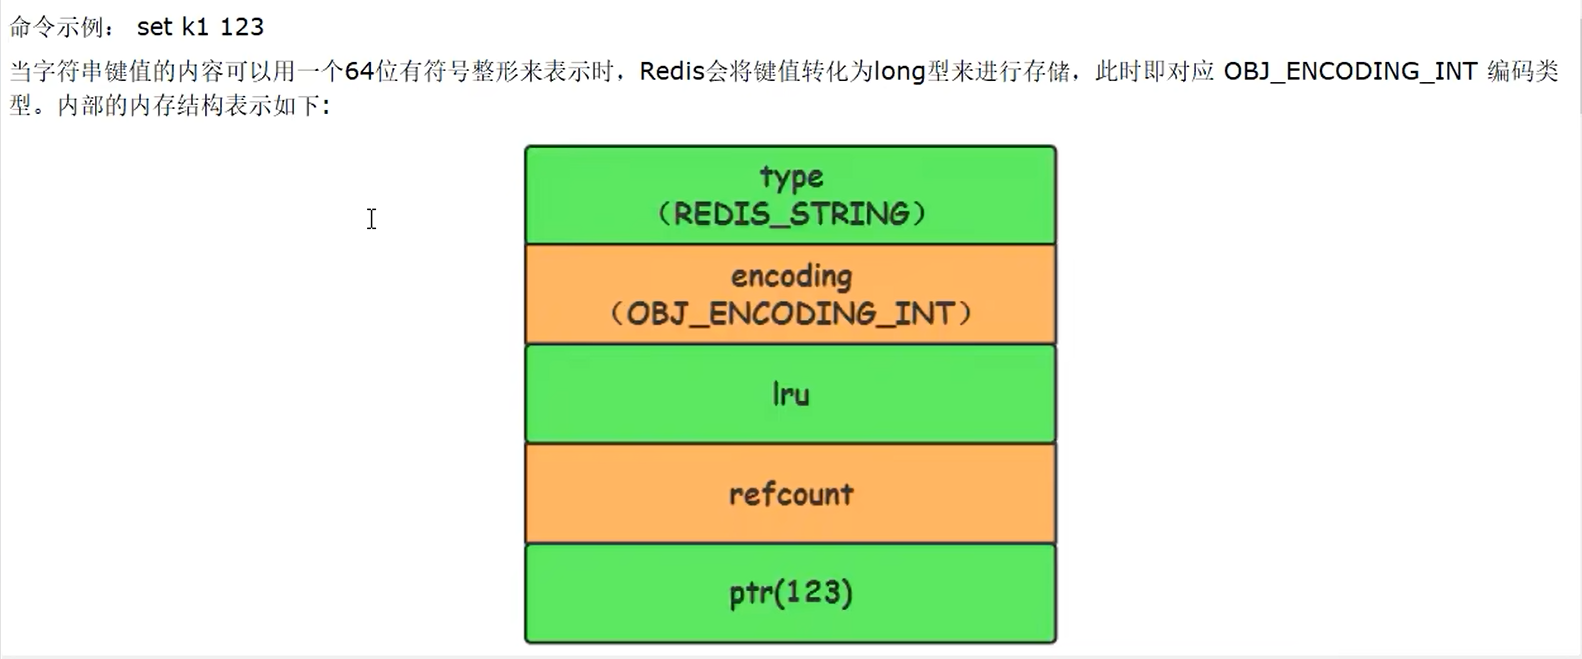 命令示例： set k1 123
当字符串键值的内容可以用一个64位有符号整形来表示时，Redis会将键值转化为long型来进行存储，此时即对应 OBJ_ENCODING_INT 编码类
型。内部的内存结构表示如下:
type
（REDIS_STRING）
encoding
（OBJ_ENCODING_INT）
lru
refcount
ptr(123)